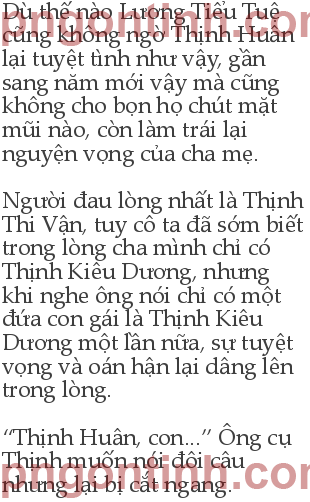 Dù thế nào Lương Tiểu Tuệ
cũng không ngờ Thịnh Huân
lại tuyệt tình như vậy, gần
sang năm mới vậy mà cũng
không cho bọn họ chút mặt
mũi nào, còn làm trái lại
nguyện vọng của cha mẹ.

Người đau lòng nhất là Thịnh
Thi Vận, tuy cô ta đã sớm biết
trong lòng cha mình chỉ có
Thịnh Kiêu Dương, nhưng
khi nghe ông nói chỉ có một
đứa con gái là Thịnh Kiêu
Dương một lần nữa, sự tuyệt
vọng và oán hận lại dâng lên
trong lòng.

“Thịnh Huân, con...” Ông cụ
Thịnh muốn nói đôi câu
nhưng lại bị cắt ngang.